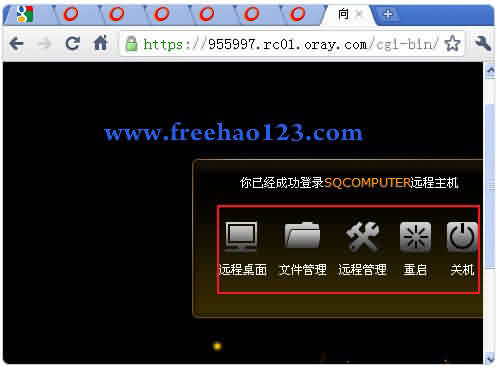 向
https://955997.rc01.oray.com/cgi-bin/
www.freehao123.com
你已经成功登录SQCOMPUTER远程主机
远程桌面 文件管理 远程管理 重启 关机